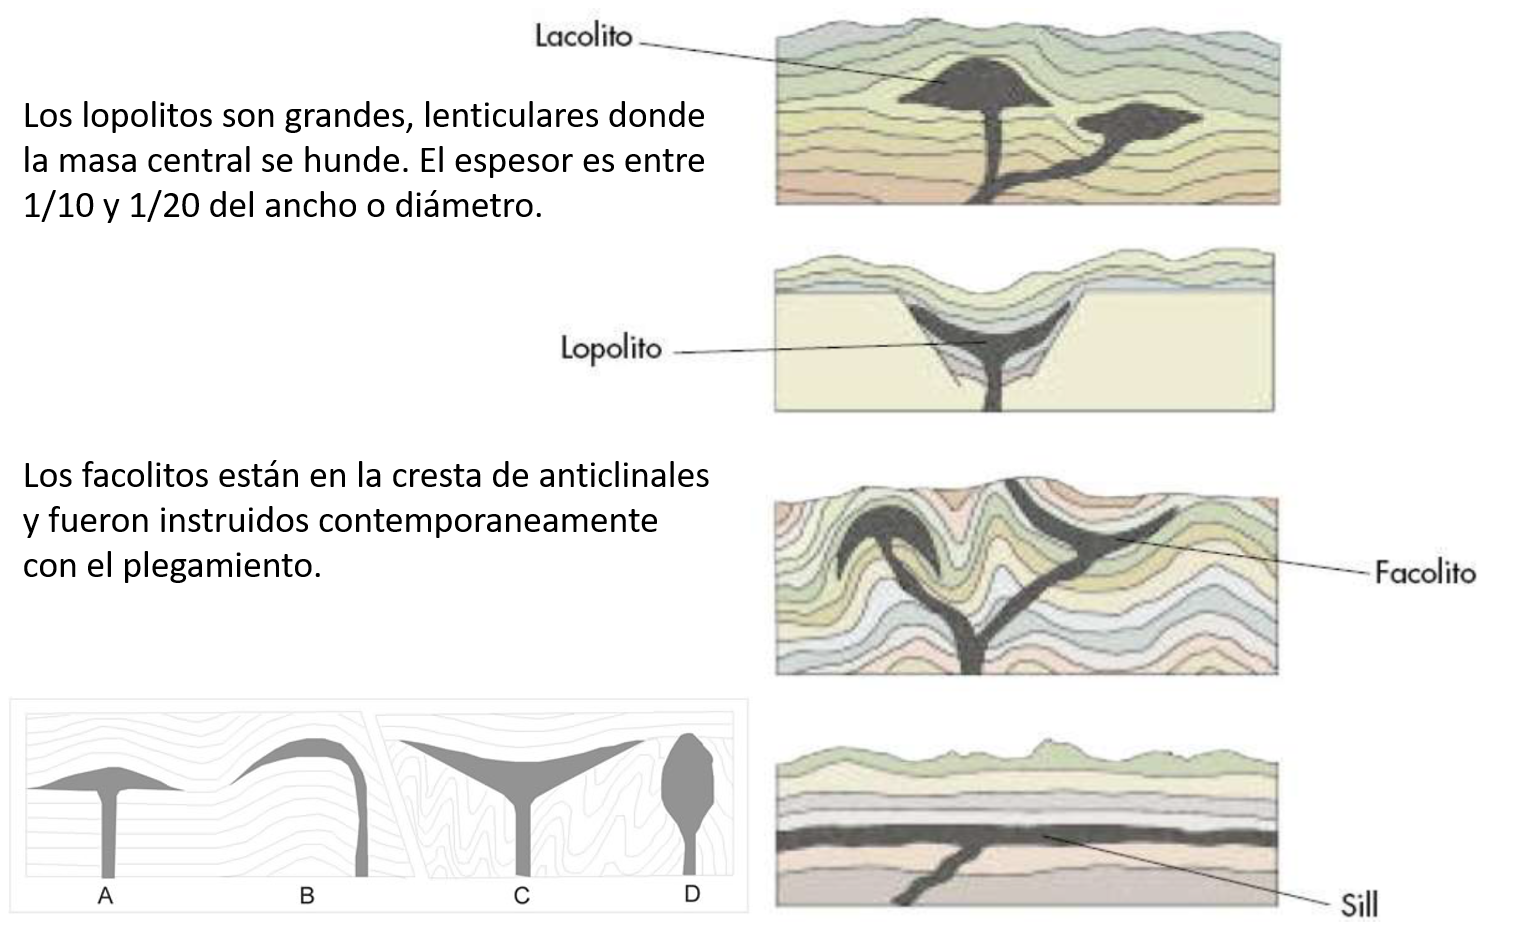 Lacolito
Los lopolitos son grandes, lenticulares donde
la masa central se hunde. El espesor es entre
1/10 y 1/20 del ancho o diámetro.
Lopolito
Los facolitos están en la cresta de anticlinales
y fueron instruidos contemporaneamente
con el plegamiento.
Facolito
A B C D
Sill